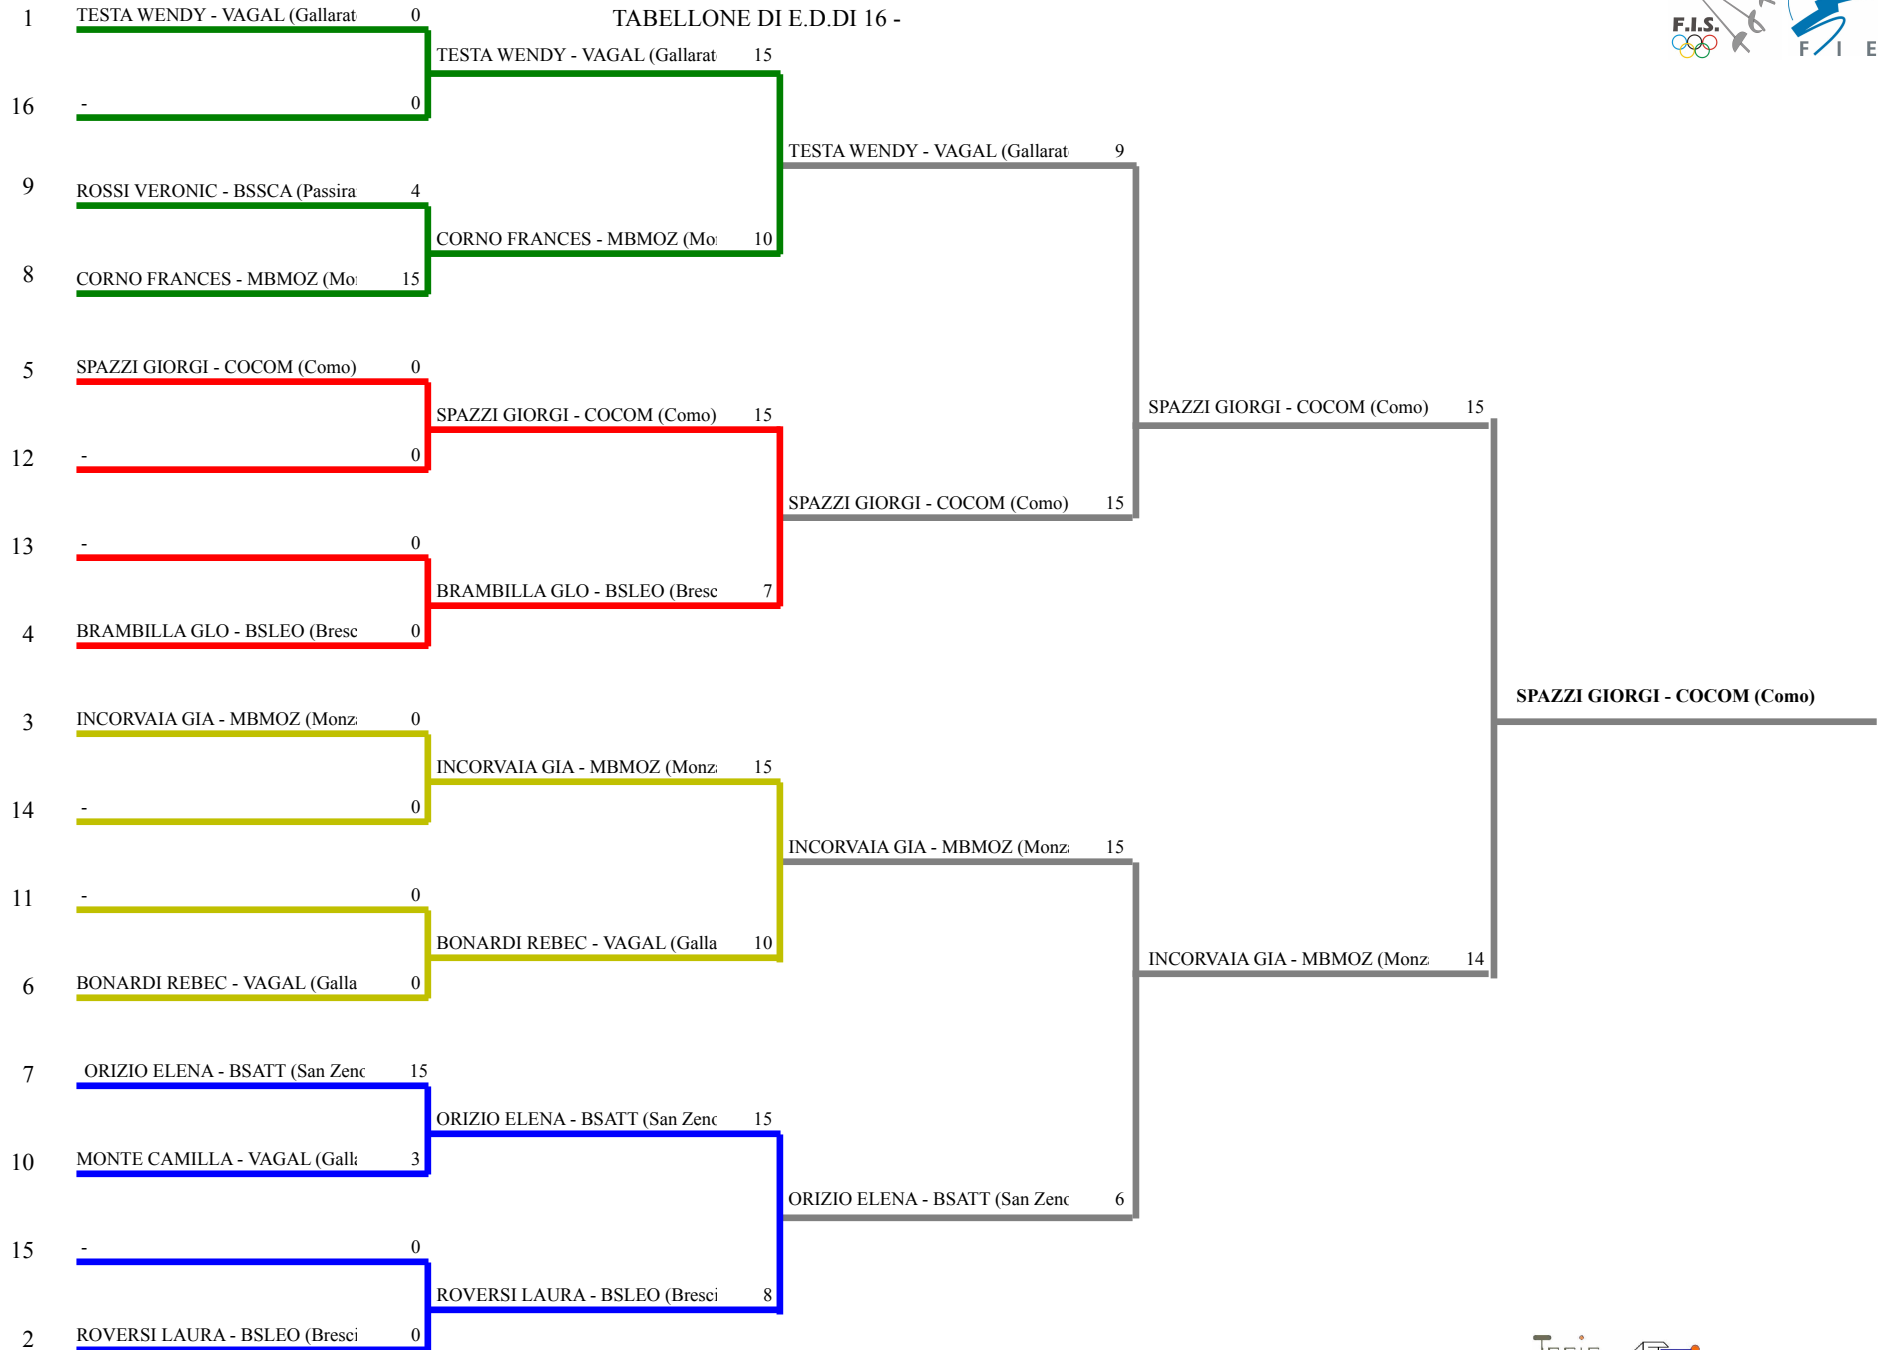 1 TESTA WENDY - VAGAL (Gallarat 0
TABELLONE DI E.D.DI 16 -
F.I.S.
F I E
TESTA WENDY - VAGAL (Gallarat 15
16 - 0
TESTA WENDY - VAGAL (Gallarat 9
9 ROSSI VERONIC - BSSCA (Passira 4
CORNO FRANCES - MBMOZ (Mo 10
8 CORNO FRANCES - MBMOZ (Mo 15
5 SPAZZI GIORGI - COCOM (Como) 0
SPAZZI GIORGI - COCOM (Como) 15
SPAZZI GIORGI - COCOM (Como) 15
12 - 0
SPAZZI GIORGI - COCOM (Como) 15
13 - 0
BRAMBILLA GLO - BSLEO (Bresc 7
4 BRAMBILLA GLO - BSLEO (Bresc 0
SPAZZI GIORGI - COCOM (Como)
3 INCORVAIA GIA - MBMOZ (Monz 0
INCORVAIA GIA - MBMOZ (Monz 15
14 - 0
INCORVAIA GIA - MBMOZ (Monz 15
11 - 0
BONARDI REBEC - VAGAL (Galla 10
INCORVAIA GIA - MBMOZ (Monz 14
6 BONARDI REBEC - VAGAL (Galla 0
7 ORIZIO ELENA - BSATT (San Zeno 15
ORIZIO ELENA - BSATT (San Zeno 15
10 MONTE CAMILLA - VAGAL (Galla 3
ORIZIO ELENA - BSATT (San Zeno 6
15 - 0
ROVERSI LAURA - BSLEO (Bresci 8
2 ROVERSI LAURA - BSLEO (Bresci 0